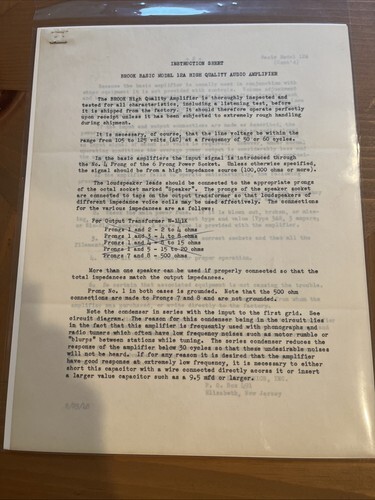 INSTRUCTION SHEET
BROOK BASIC MODEL 12A HIGH QUALITY AUDIO AMPLIFIER
The BROOK High Quality Amplifier is thoroughly inspected and
tested for all characteristics, including a listening test, before
it is shipped from the factory. It should therefore operate perfectly
upon receipt unless it has been subjected to extremely rough handling
during shipment.
It is necessary, of course, that the line voltage be within the
range from 105 to 125 volts (AC) at a frequency of 50 to 60 cycles.
In the basic amplifiers the input signal is introduced through
the No. 4 Prong of the 6 Prong Power Socket. Unless otherwise specified,
the signal should be from a high impedance source (100,000 ohms or more).
The loudspeaker leads should be connected to the appropriate prongs
of the octal socket marked "Speaker". The prongs of the speaker socket
are connected to taps on the output transformer so that loudspeakers of
different impedance voice coils may be used effectively. The connections
for the various impedances are as follows:
For Output Transformer W-141X
Prongs 1 and 2 - 2 to 4 ohms
Prongs 1 and 3 - 4 to 8 ohms
Prongs 1 and 4 - 8 to 15 ohms
Prongs 1 and 5 - 15 to 20 ohms
Prongs 7 and 8 - 500 ohms
More than one speaker can be used if properly connected so that the
total impedances match the output impedances.
Prong No. 1 in both cases is grounded. Note that the 500 ohm
connections are made to Prongs 7 and 8 and are not grounded.
Note the condenser in series with the input to the first grid. See
circuit diagram. The reason for this condenser being in the circuit lies
in the fact that this amplifier is frequently used with phonographs and
radio tuners which often have low frequency noises such as motor rumble or
"blurps" between stations while tuning. The series condenser reduces the
response of the amplifier below 30 cycles so that these undesirable noises
will not be heard. If for any reason it is desired that the amplifier
have good response at extremely low frequency, it is necessary to either
short this capacitor with a wire connected directly across it or insert
a larger value capacitor such as a 9.5 mfd or larger.
Elizabeth, New Jersey